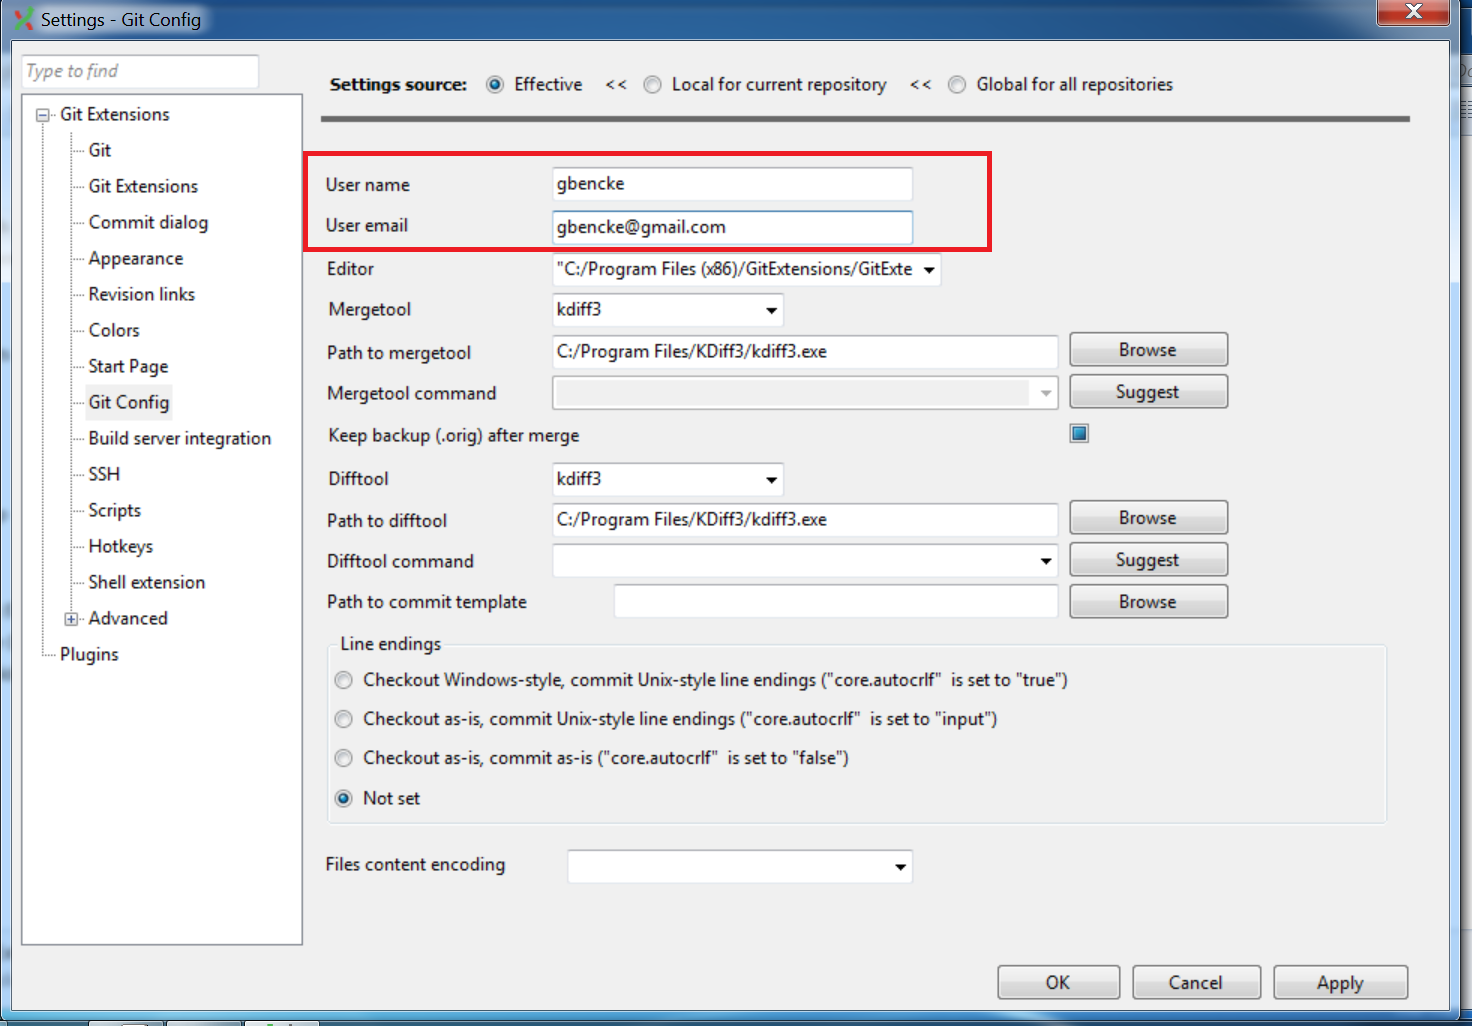 Settings - Git Config
Type to find
Git Extensions
Git
Git Extensions
Commit dialog
Appearance
Revision links
Colors
Start Page
Git Config
Build server integration
SSH
Scripts
Hotkeys
Shell extension
Advanced
Plugins
Settings source: Effective << Local for current repository << Global for all repositories
User name gbencke
User email gbencke@gmail.com
Editor "C:/Program Files (x86)/GitExtensions/GitExte
Mergetool kdiff3
Path to mergetool C:/Program Files/KDiff3/kdiff3.exe Browse
Mergetool command Suggest
Keep backup (.orig) after merge
Difftool kdiff3
Path to difftool C:/Program Files/KDiff3/kdiff3.exe Browse
Difftool command Suggest
Path to commit template Browse
Line endings
Checkout Windows-style, commit Unix-style line endings ("core.autocrlf" is set to "true")
Checkout as-is, commit Unix-style line endings ("core.autocrlf" is set to "input")
Checkout as-is, commit as-is ("core.autocrlf" is set to "false")
Not set
Files content encoding
OK Cancel Apply